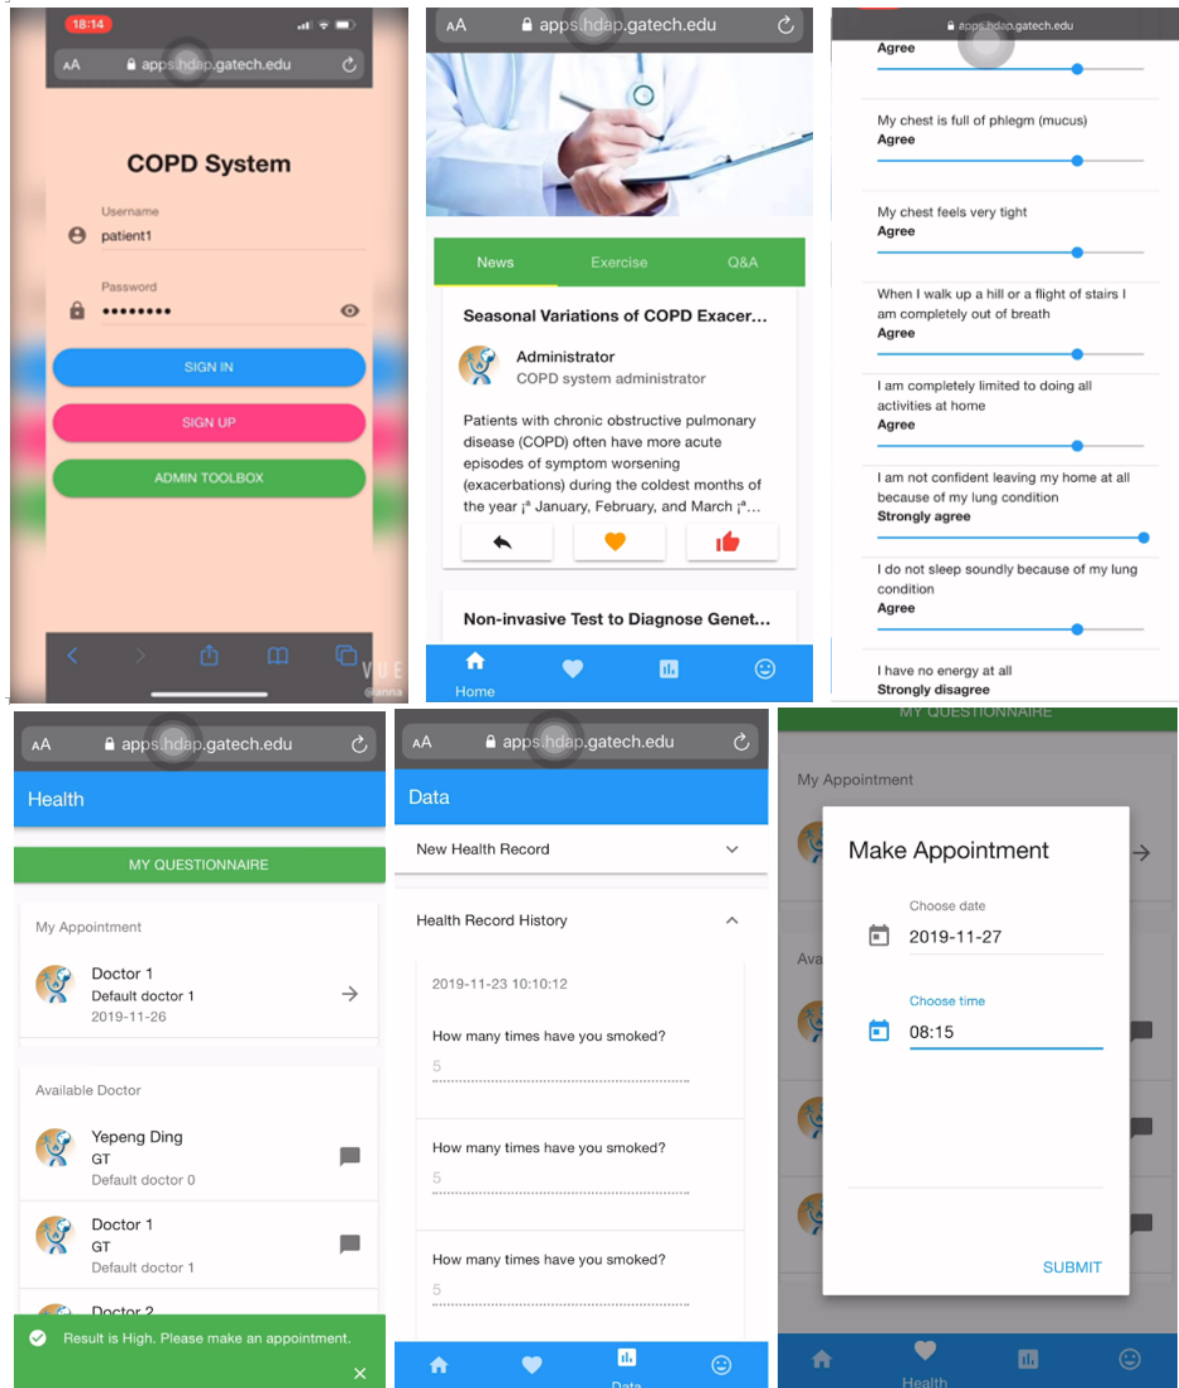 18:14
AA apps.hdap.gatech.edu
COPD System
Username
patient1
Password
SIGN IN
SIGN UP
ADMIN TOOLBOX
VUE
@anna
AA apps.hdap.gatech.edu
News Exercise Q&A
Seasonal Variations of COPD Exacer...
Administrator
COPD system administrator
Patients with chronic obstructive pulmonary
disease (COPD) often have more acute
episodes of symptom worsening
(exacerbations) during the coldest months of
the year ¡ª January, February, and March ¡ª...
Non-invasive Test to Diagnose Genet...
Home
apps.hdap.gatech.edu
Agree
My chest is full of phlegm (mucus)
Agree
My chest feels very tight
Agree
When I walk up a hill or a flight of stairs I
am completely out of breath
Agree
I am completely limited to doing all
activities at home
Agree
I am not confident leaving my home at all
because of my lung condition
Strongly agree
I do not sleep soundly because of my lung
condition
Agree
I have no energy at all
Strongly disagree
AA apps.hdap.gatech.edu
Health
MY QUESTIONNAIRE
My Appointment
Doctor 1
Default doctor 1
2019-11-26
Available Doctor
Yepeng Ding
GT
Default doctor 0
Doctor 1
GT
Default doctor 1
Doctor 2
Result is High. Please make an appointment.
AA apps.hdap.gatech.edu
Data
New Health Record
Health Record History
2019-11-23 10:10:12
How many times have you smoked?
5
How many times have you smoked?
5
How many times have you smoked?
5
Data
MY QUESTIONNAIRE
My Appointment
Ava
Make Appointment
Choose date
2019-11-27
Choose time
08:15
SUBMIT
Health